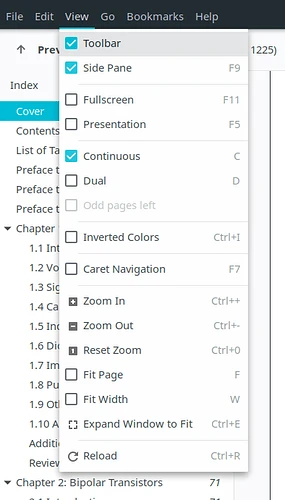 File Edit View Go Bookmarks Help
Toolbar
Prev
1225)
Side Pane F9
Index
Fullscreen F11
Cover
Presentation F5
Contents
List of Ta
Continuous C
Preface t
Dual D
Preface t
Odd pages left
Preface t
Chapter
Inverted Colors Ctrl+I
1.1 Int
1.2 Vo
Caret Navigation F7
1.3 Sig
Zoom In Ctrl++
1.4 Ca
Zoom Out Ctrl+-
1.5 Ind
1.6 Di
Reset Zoom Ctrl+0
1.7 Im
Fit Page F
1.8 Pu
Fit Width W
1.9 Ot
1.10 A
Expand Window to Fit Ctrl+E
Additi
Review
Reload Ctrl+R
Chapter 2: Bipolar Transistors 71
71